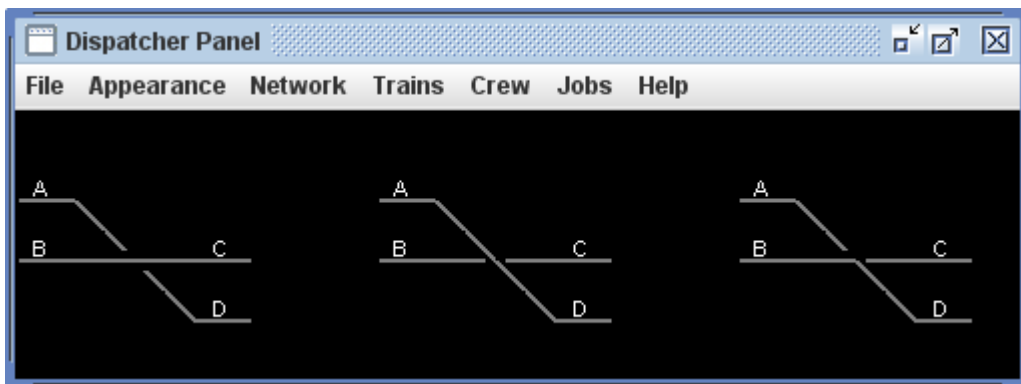 Dispatcher Panel
File Appearance Network Trains Crew Jobs Help
A A A
B C B C B C
D D D